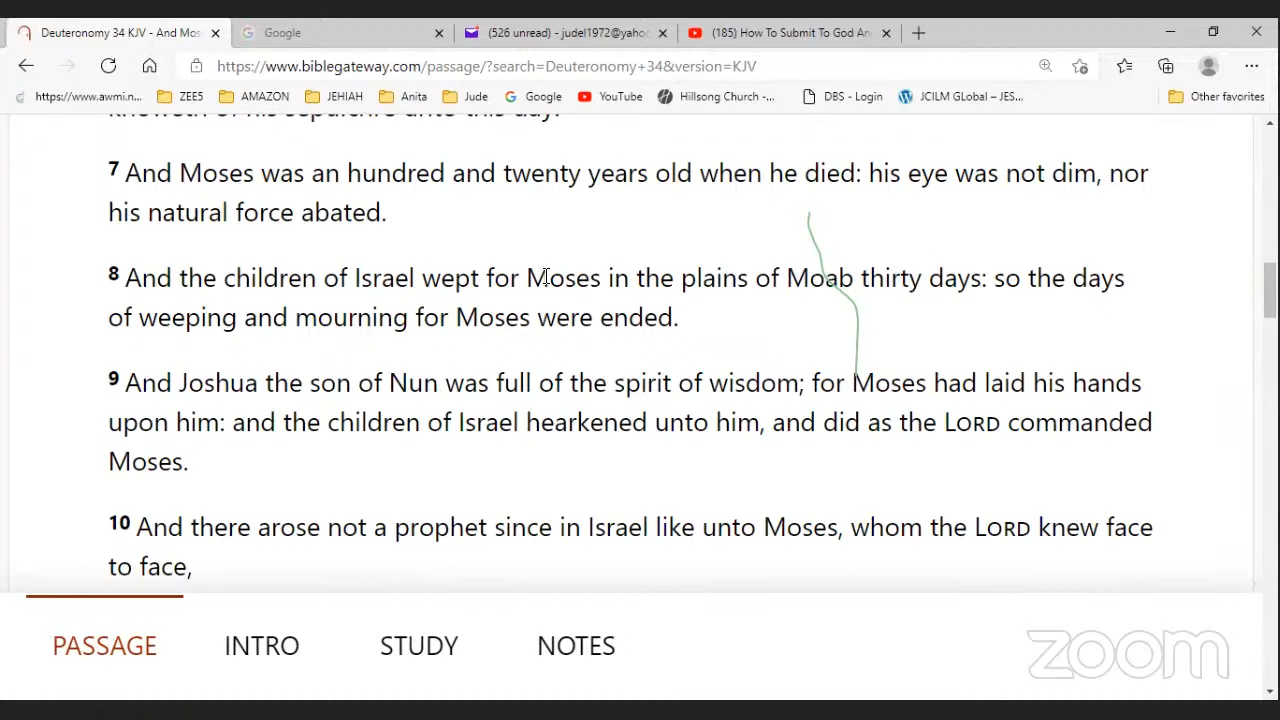 Deuteronomy 34 KJV - And Mos
Google
(526 unread) - judel1972@yaho
(185) How To Submit To God An
https://www.biblegateway.com/passage/?search=Deuteronomy+34&version=KJV
https://www.awmi.n... ZEE5 AMAZON JEHIAH Anita Jude Google YouTube Hillsong Church -... DBS - Login JCILM GLobal – JES... Other favorites
knoweth of his sepulchre unto this day.
7 And Moses was an hundred and twenty years old when he died: his eye was not dim, nor
his natural force abated.
8 And the children of Israel wept for Moses in the plains of Moab thirty days: so the days
of weeping and mourning for Moses were ended.
9 And Joshua the son of Nun was full of the spirit of wisdom; for Moses had laid his hands
upon him: and the children of Israel hearkened unto him, and did as the LORD commanded
Moses.
10 And there arose not a prophet since in Israel like unto Moses, whom the LORD knew face
to face,
PASSAGE INTRO STUDY NOTES
zoom